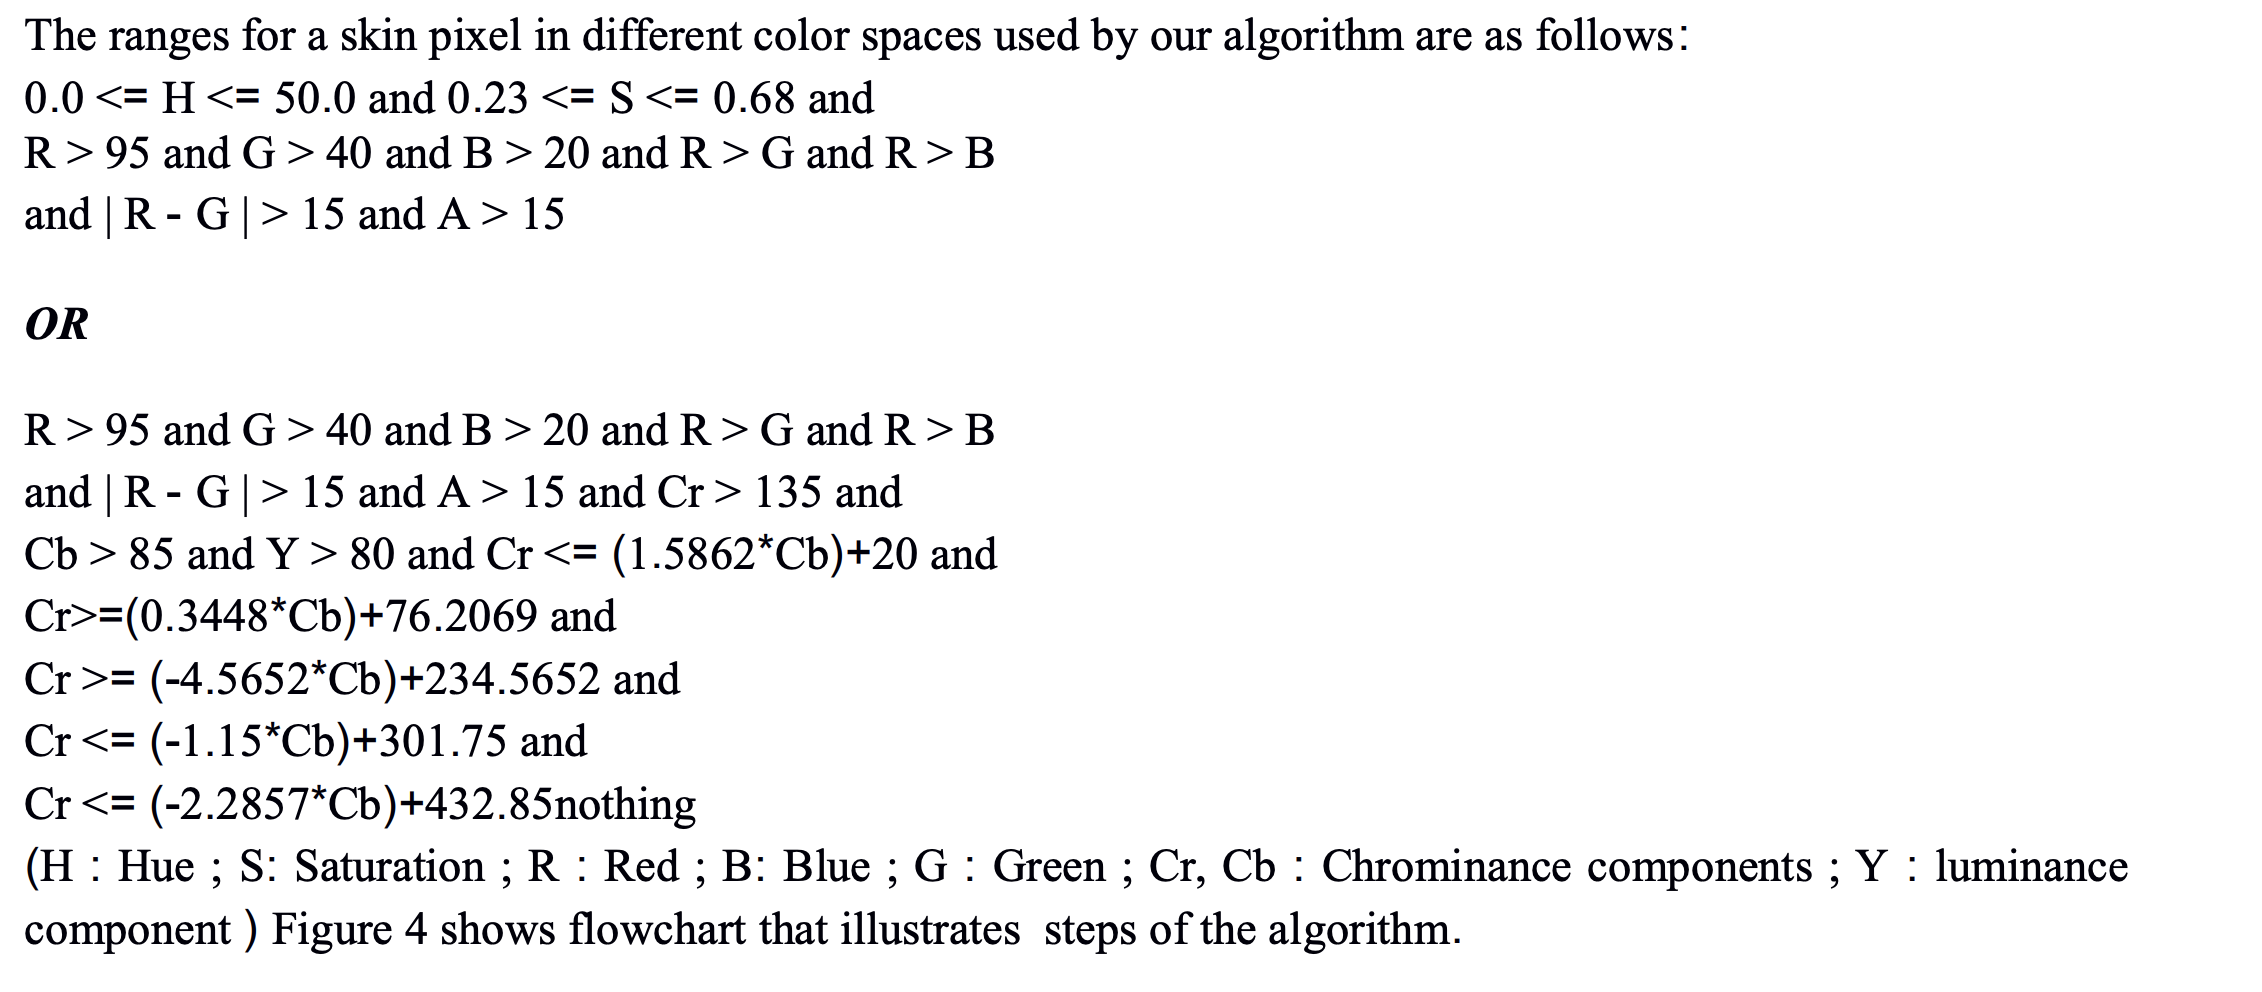 The ranges for a skin pixel in different color spaces used by our algorithm are as follows:
0.0 <= H <= 50.0 and 0.23 <= S <= 0.68 and
R > 95 and G > 40 and B > 20 and R > G and R > B
and | R - G | > 15 and A > 15
OR
R > 95 and G > 40 and B > 20 and R > G and R > B
and | R - G | > 15 and A > 15 and Cr > 135 and
Cb > 85 and Y > 80 and Cr <= (1.5862*Cb)+20 and
Cr>=(0.3448*Cb)+76.2069 and
Cr >= (-4.5652*Cb)+234.5652 and
Cr <= (-1.15*Cb)+301.75 and
Cr <= (-2.2857*Cb)+432.85nothing
(H : Hue ; S: Saturation ; R : Red ; B: Blue ; G : Green ; Cr, Cb : Chrominance components ; Y : luminance
component ) Figure 4 shows flowchart that illustrates steps of the algorithm.